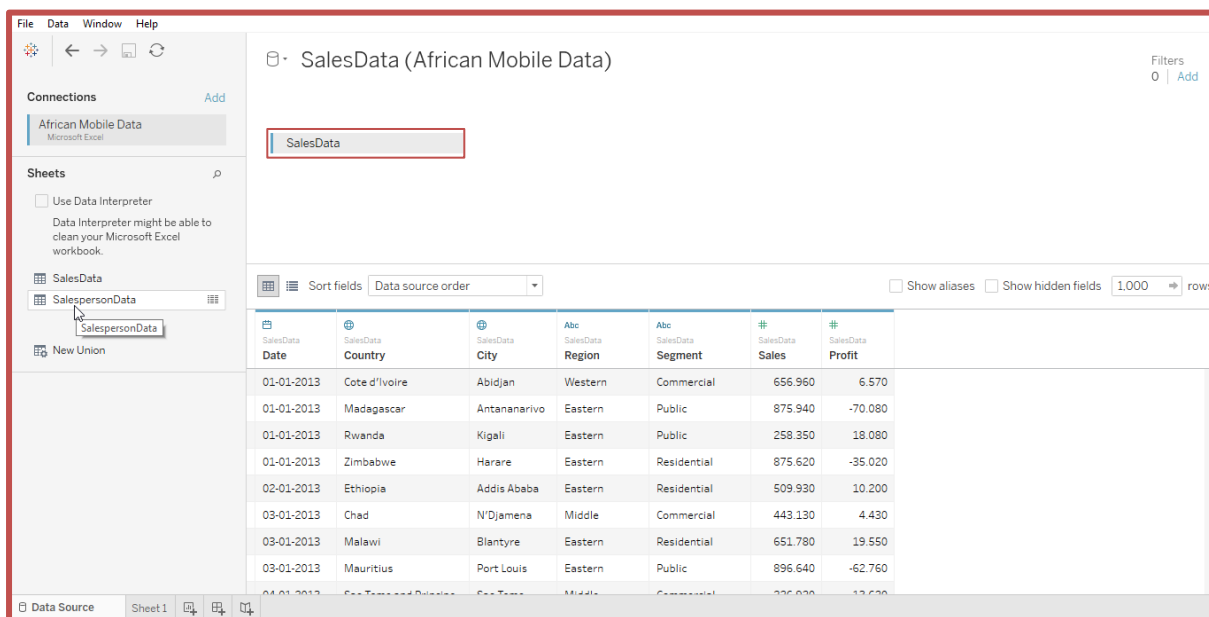 File Data Window Help
SalesData (African Mobile Data)
Filters
0 Add
Connections Add
African Mobile Data
Microsoft Excel
SalesData
Sheets
Use Data Interpreter
Data Interpreter might be able to
clean your Microsoft Excel
workbook.
SalesData
SalespersonData
SalespersonData
New Union
Sort fields Data source order Show aliases Show hidden fields 1,000 rows
Abc Abc # #
SalesData SalesData SalesData SalesData SalesData SalesData SalesData
Date Country City Region Segment Sales Profit
01-01-2013 Cote d'Ivoire Abidjan Western Commercial 656.960 6.570
01-01-2013 Madagascar Antananarivo Eastern Public 875.940 -70.080
01-01-2013 Rwanda Kigali Eastern Public 258.350 18.080
01-01-2013 Zimbabwe Harare Eastern Residential 875.620 -35.020
02-01-2013 Ethiopia Addis Ababa Eastern Residential 509.930 10.200
03-01-2013 Chad N'Djamena Middle Commercial 443.130 4.430
03-01-2013 Malawi Blantyre Eastern Residential 651.780 19.550
03-01-2013 Mauritius Port Louis Eastern Public 896.640 -62.760
Data Source Sheet 1